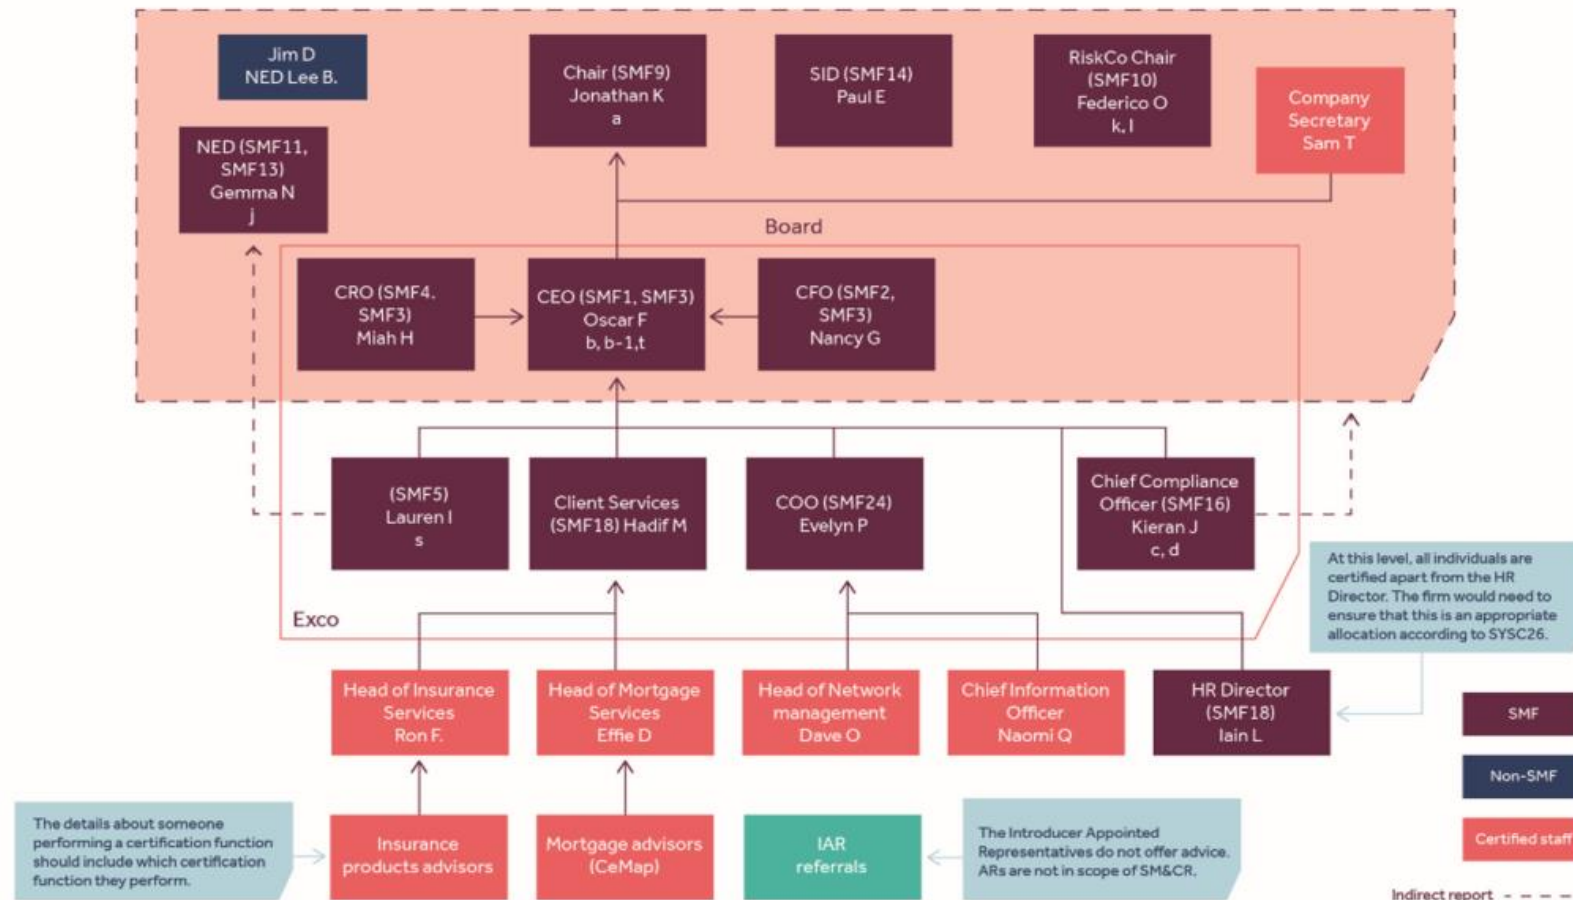 Jim D
NED Lee B.
Chair (SMF9)
Jonathan K
a
SID (SMF14)
Paul E
RiskCo Chair
(SMF10)
Federico O
k, l
Company
Secretary
Sam T
NED (SMF11,
SMF13)
Gemma N
j
Board
CRO (SMF4.
SMF3)
Miah H
CEO (SMF1, SMF3)
Oscar F
b, b-1,t
CFO (SMF2,
SMF3)
Nancy G
(SMF5)
Lauren I
s
Client Services
(SMF18) Hadif M
COO (SMF24)
Evelyn P
Chief Compliance
Officer (SMF16)
Kieran J
c, d
At this level, all individuals are
certified apart from the HR
Director. The firm would need to
ensure that this is an appropriate
allocation according to SYSC26.
Exco
Head of Insurance
Services
Ron F.
Head of Mortgage
Services
Effie D
Head of Network
management
Dave O
Chief Information
Officer
Naomi Q
HR Director
(SMF18)
Iain L
SMF
Non-SMF
Certified staff
The details about someone
performing a certification function
should include which certification
function they perform.
Insurance
products advisors
Mortgage advisors
(CeMap)
IAR
referrals
The Introducer Appointed
Representatives do not offer advice.
ARs are not in scope of SM&CR.
Indirect report